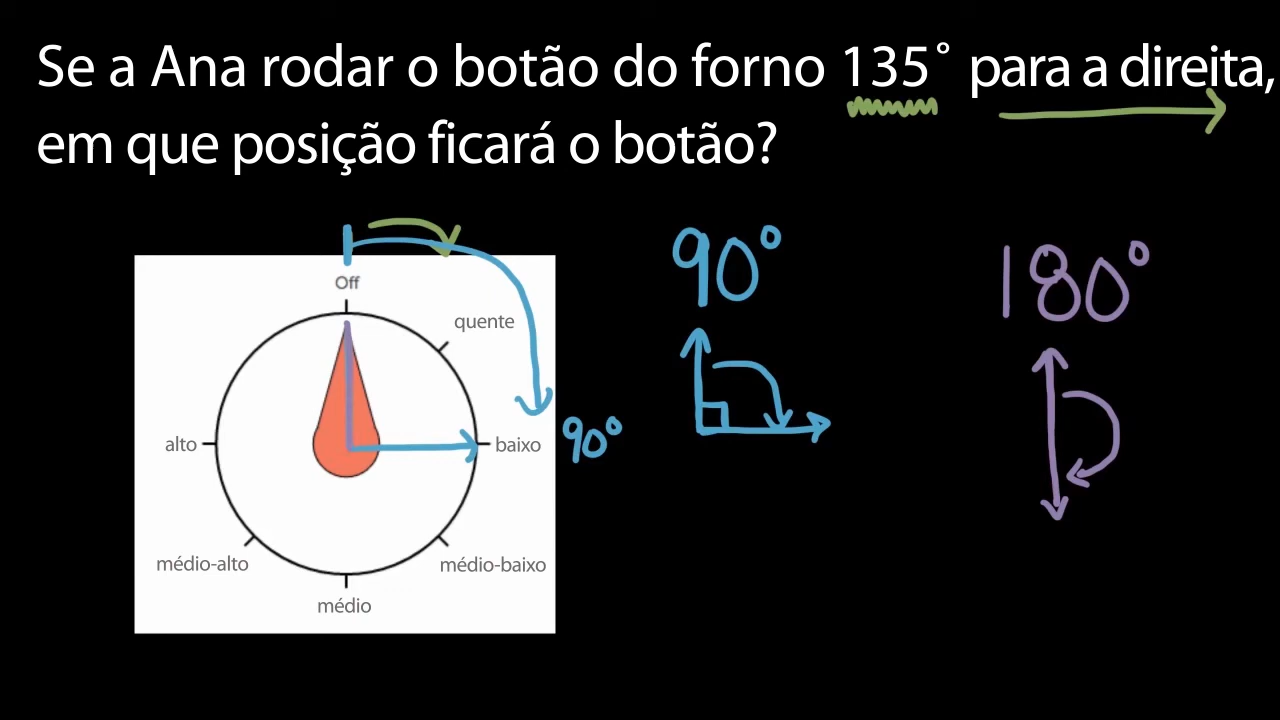 Se a Ana rodar o botão do forno 135° para a direita,
em que posição ficará o botão?
90°
180°
Off
quente
alto
baixo
90°
médio-alto
médio-baixo
médio